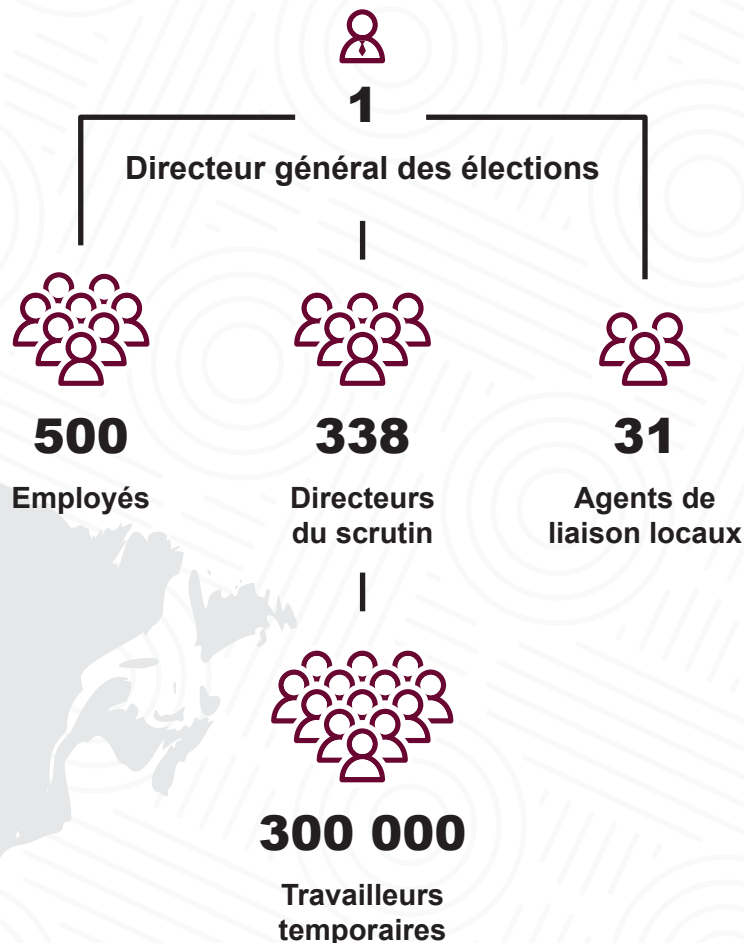 1
Directeur général des élections
500
Employés
338
Directeurs
du scrutin
31
Agents de
liaison locaux
300 000
Travailleurs
temporaires